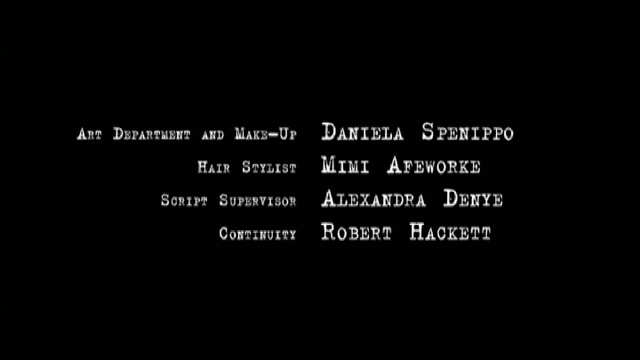 Art Department and Make-Up Daniela Spenippo
Hair Stylist Mimi Afeworke
Script Supervisor Alexandra Denye
Continuity Robert Hackett